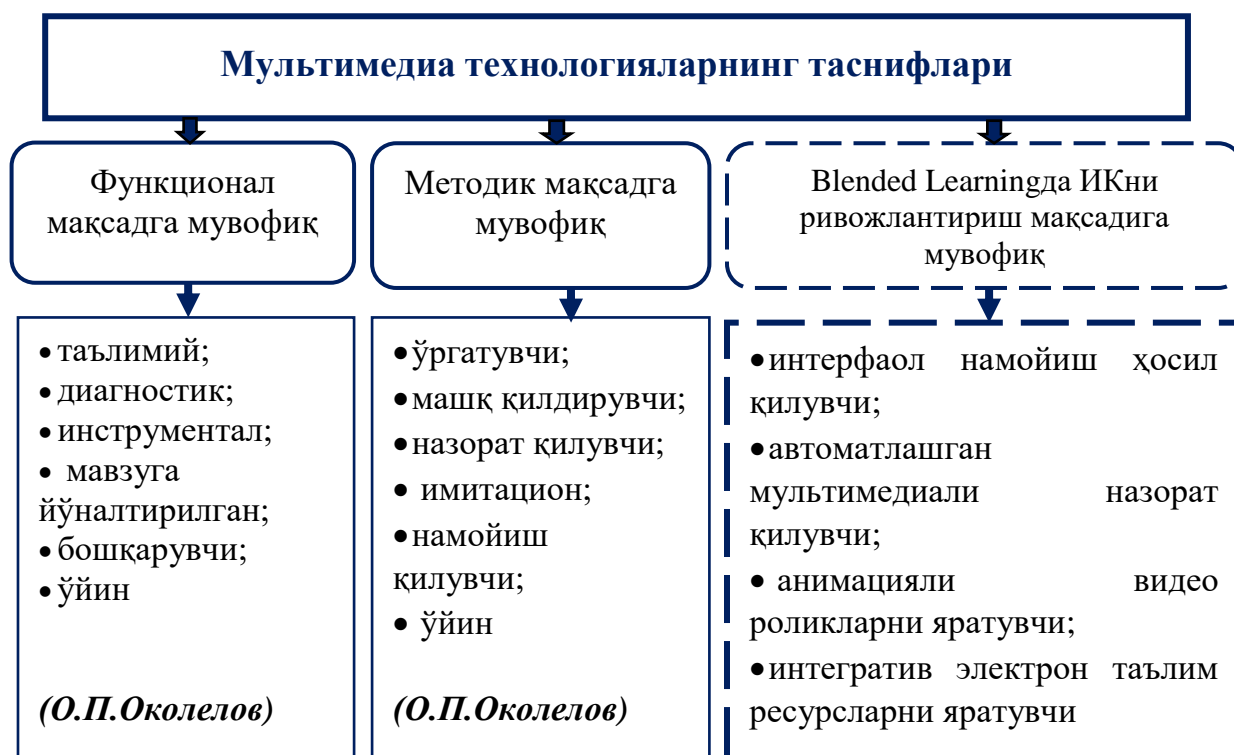 Мультимедиа технологияларнинг таснифлари
Функционал
мақсадга мувофиқ
• таълимий;
• диагностик;
• инструментал;
• мавзуга
йўналтирилган;
• бошқарувчи;
• ўйин
(О.П.Околелов)
Методик мақсадга
мувофиқ
• ўргатувчи;
• машқ қилдирувчи;
• назорат қилувчи;
• имитацион;
• намойиш
қилувчи;
• ўйин
(О.П.Околелов)
Blended Learningда ИКни
ривожлантириш мақсадига
мувофиқ
• интерфаол намойиш ҳосил
қилувчи;
• автоматлашган
мультимедиали назорат
қилувчи;
• анимацияли видео
роликларни яратувчи;
• интегратив электрон таълим
ресурсларни яратувчи